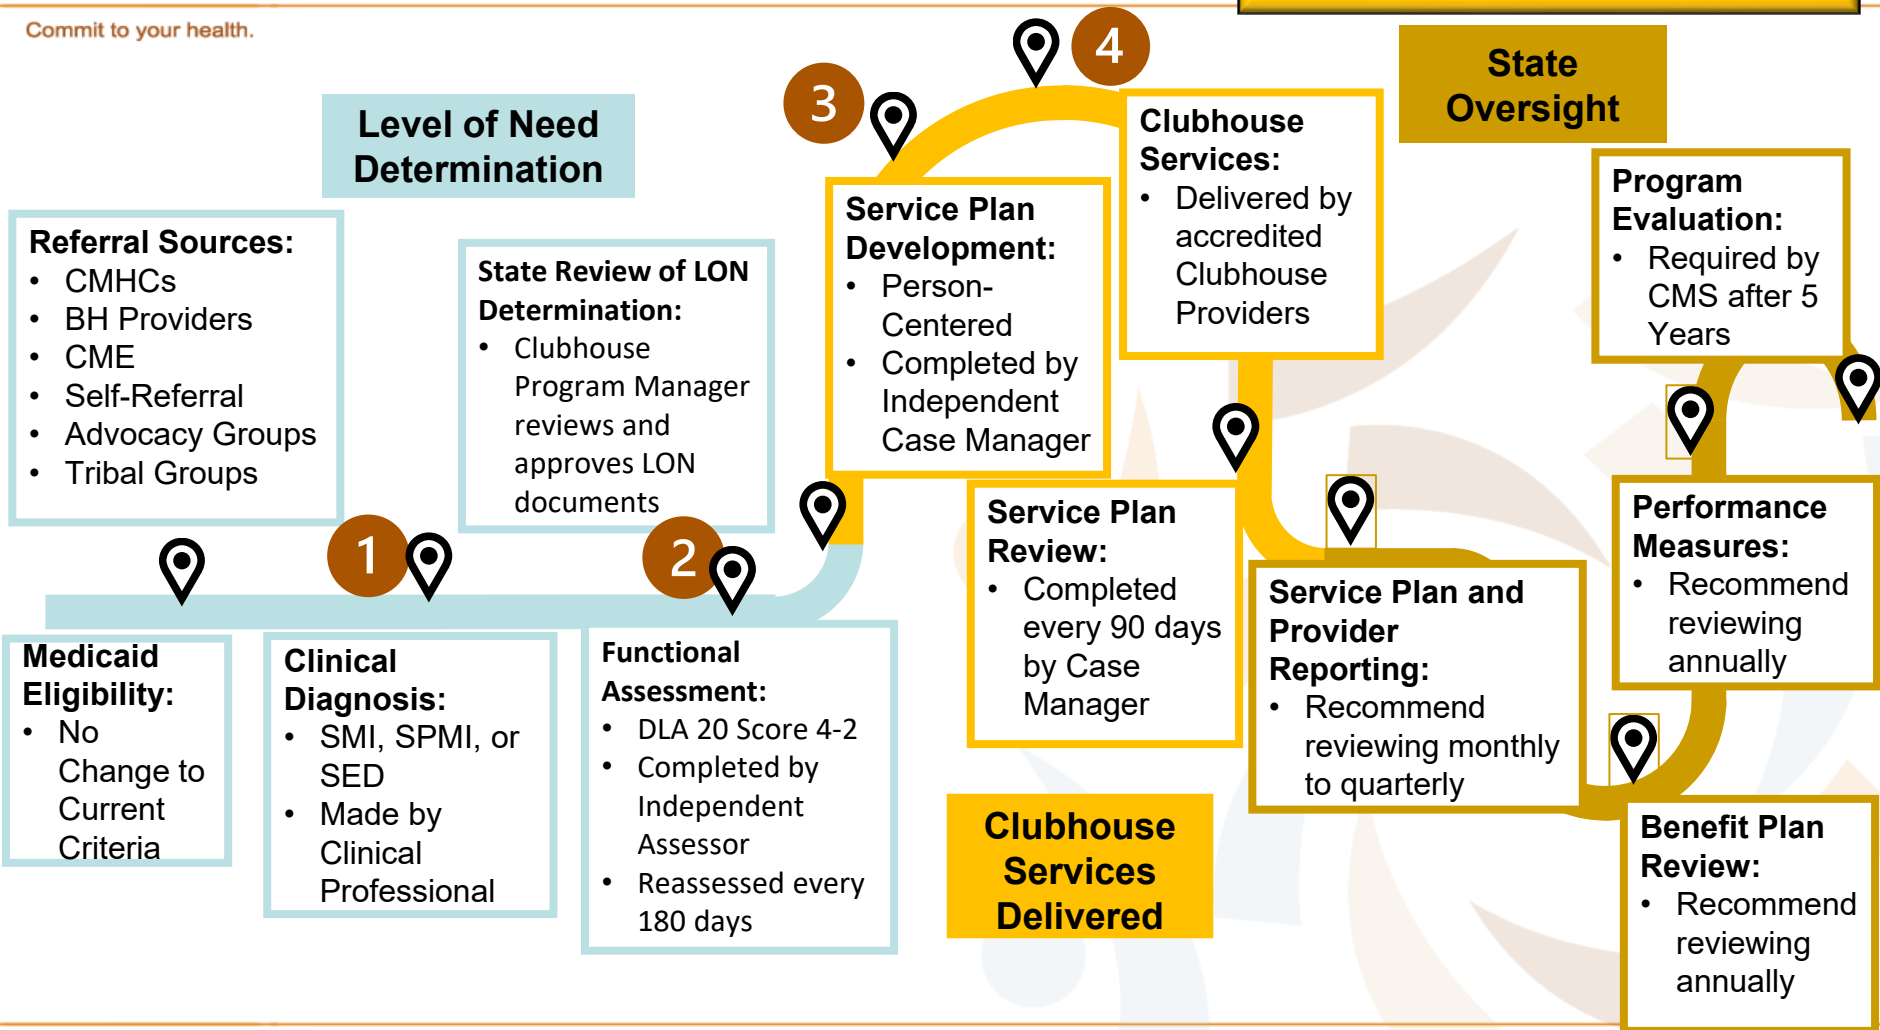 Commit to your health.
Level of Need
Determination
Referral Sources:
• CMHCs
• BH Providers
• CME
• Self-Referral
• Advocacy Groups
• Tribal Groups
Medicaid
Eligibility:
• No
Change to
Current
Criteria
1
Clinical
Diagnosis:
• SMI, SPMI, or
SED
• Made by
Clinical
Professional
2
Functional
Assessment:
• DLA 20 Score 4-2
• Completed by
Independent
Assessor
• Reassessed every
180 days
State Review of LON
Determination:
• Clubhouse
Program Manager
reviews and
approves LON
documents
3
Service Plan
Development:
• Person-
Centered
• Completed by
Independent
Case Manager
4
Clubhouse
Services:
• Delivered by
accredited
Clubhouse
Providers
Service Plan
Review:
• Completed
every 90 days
by Case
Manager
Clubhouse
Services
Delivered
State
Oversight
Service Plan and
Provider
Reporting:
• Recommend
reviewing monthly
to quarterly
Benefit Plan
Review:
• Recommend
reviewing
annually
Performance
Measures:
• Recommend
reviewing
annually
Program
Evaluation:
• Required by
CMS after 5
Years